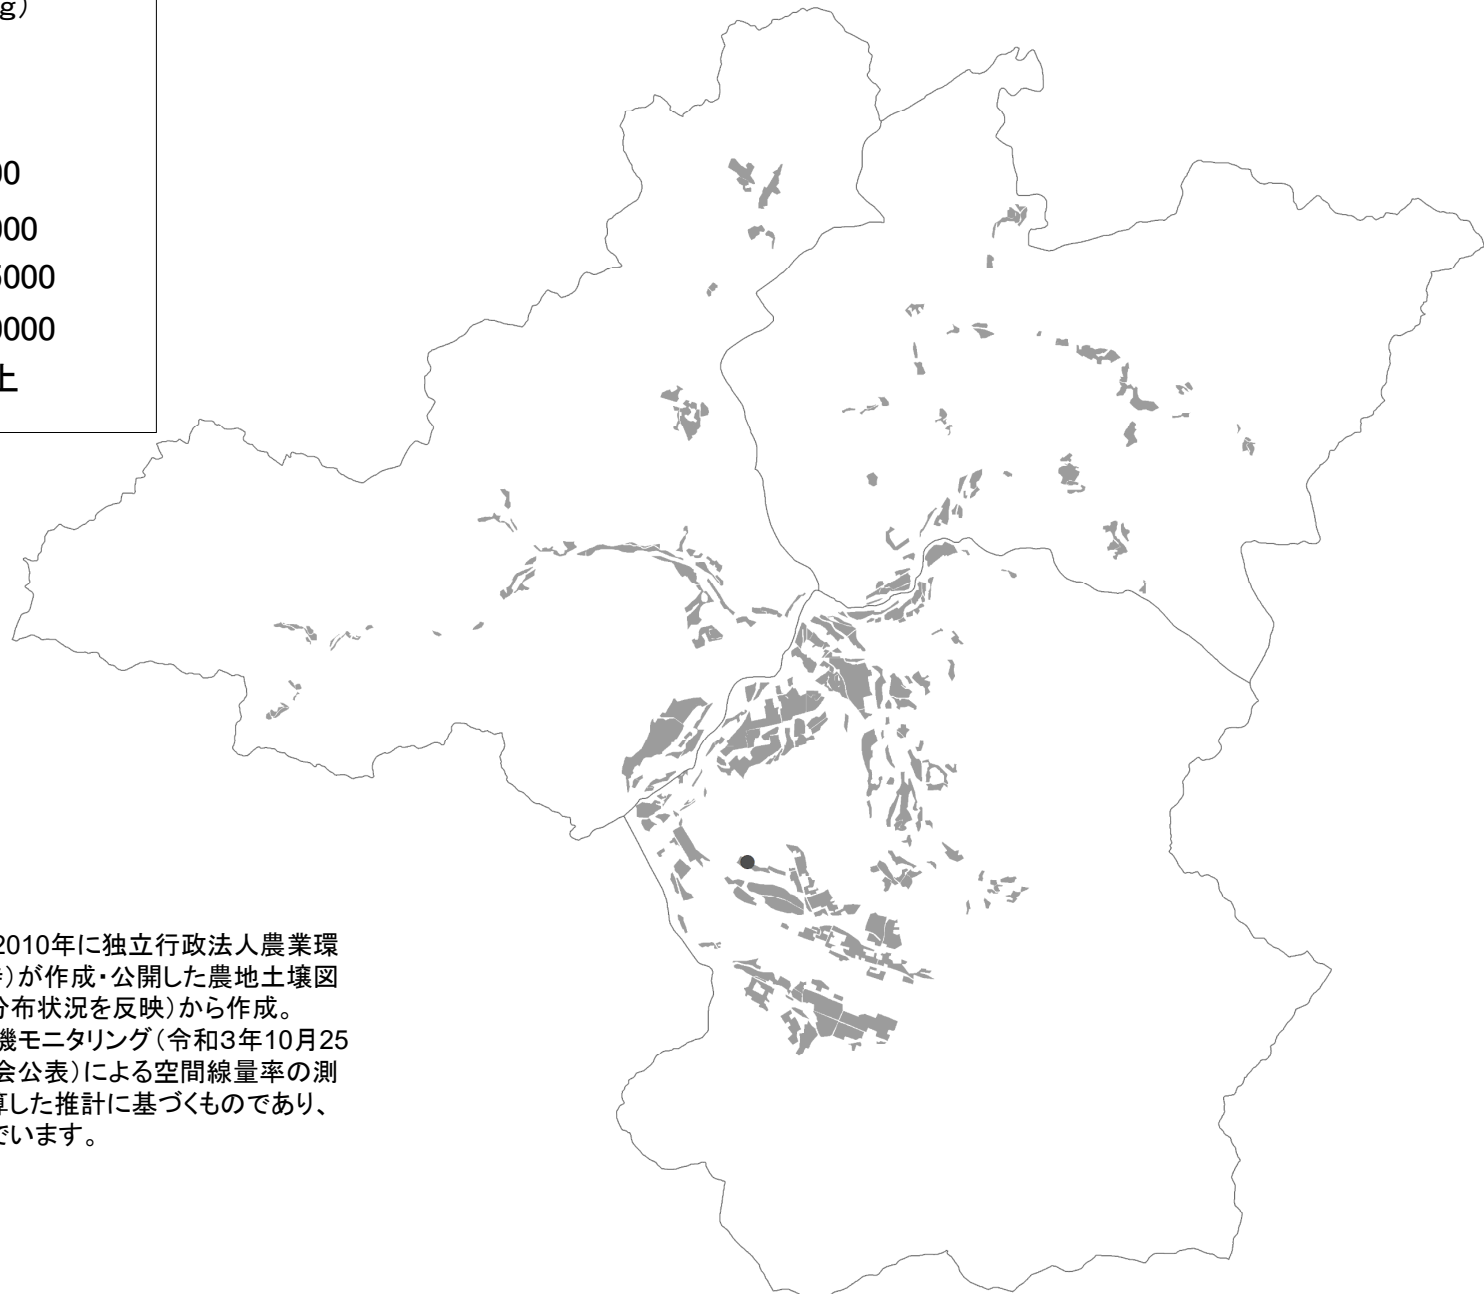 g）
00
000
5000
0000
上
2010年に独立行政法人農業環
）が作成・公開した農地土壌図
分布状況を反映）から作成。
機モニタリング（令和3年10月25
会公表）による空間線量率の測
算した推計に基づくものであり、
でいます。